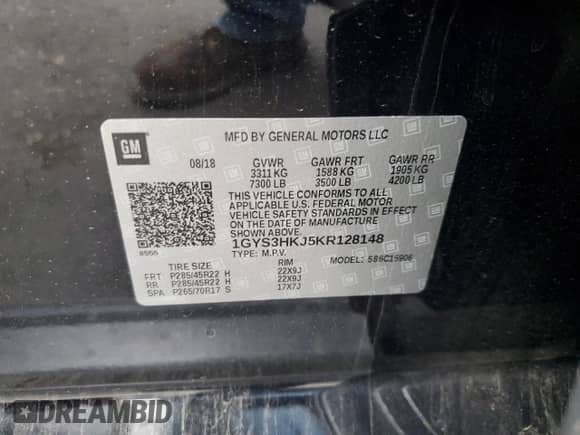 GM
MFD BY GENERAL MOTORS LLC
08/18 GVWR GAWR FRT GAWR RR
3311 KG 1588 KG 1905 KG
7300 LB 3500 LB 4200 LB
THIS VEHICLE CONFORMS TO ALL
APPLICABLE U.S. FEDERAL MOTOR
VEHICLE SAFETY STANDARDS IN EFFECT
ON THE DATE OF MANUFACTURE
SHOWN ABOVE.
1GYS3HKJ5KR128148
TYPE: M.P.V. MODEL:
TIRE SIZE RIM
FRT P285/45R22 H 22X9J
RR P285/45R22 H 22X9J
SPA P265/70R17 S 17X7J
DREAMBID